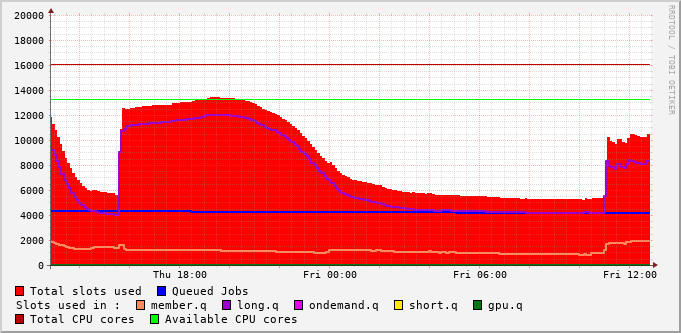 RRDTOOL / TOBI OETIKER
20000
18000
16000
14000
12000
10000
8000
6000
4000
2000
0
Thu 18:00 Fri 00:00 Fri 06:00 Fri 12:00
Total slots used Queued Jobs
Slots used in : member.q long.q ondemand.q short.q gpu.q
Total CPU cores Available CPU cores